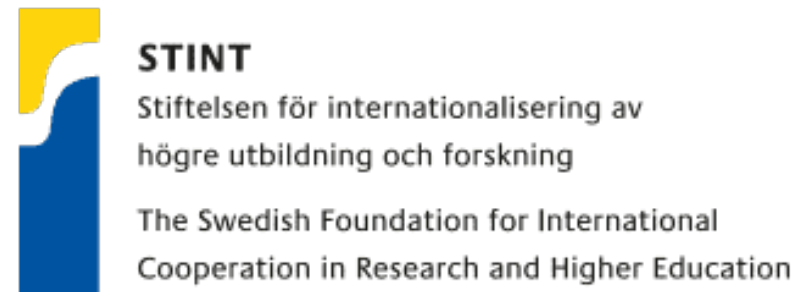 STINT
Stiftelsen för internationalisering av
högre utbildning och forskning
The Swedish Foundation for International
Cooperation in Research and Higher Education